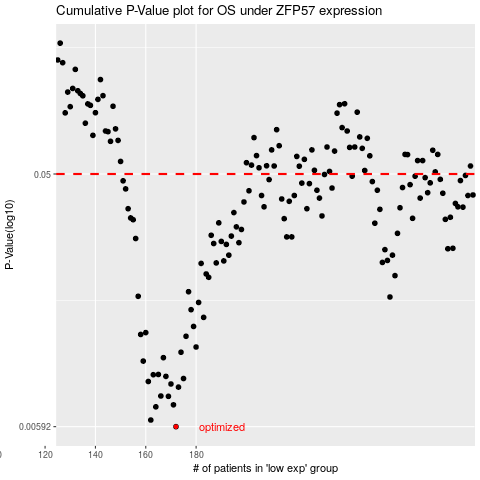 Cumulative P-Value plot for OS under ZFP57 expression
P-Value(log10)
0.05
0.00592
optimized
0 120 140 160 180
# of patients in 'low exp' group